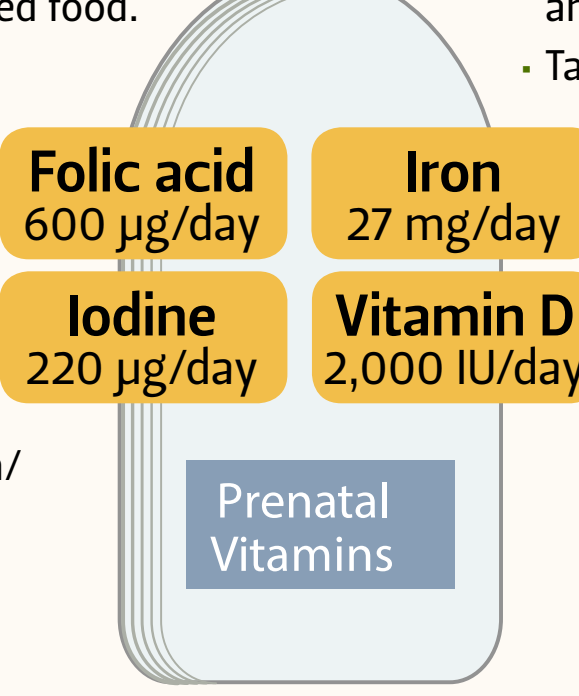 food.
Folic acid
600 µg/day
Iron
27 mg/day
Iodine
220 µg/day
Vitamin D
2,000 IU/day
Prenatal
Vitamins